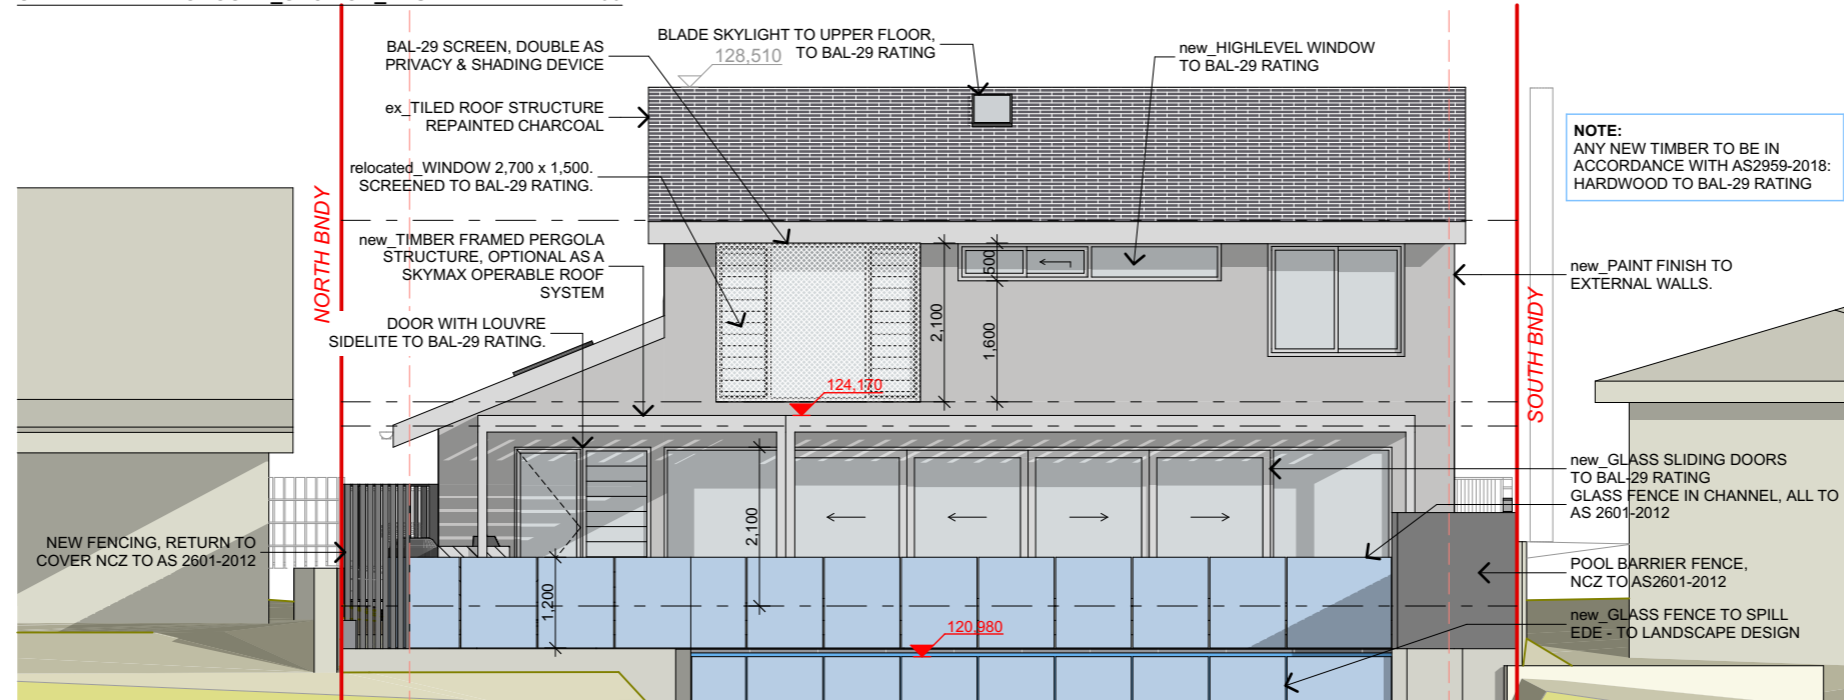 BAL-29 SCREEN, DOUBLE AS
PRIVACY & SHADING DEVICE
BLADE SKYLIGHT TO UPPER FLOOR,
TO BAL-29 RATING
128,510
new_HIGHLEVEL WINDOW
TO BAL-29 RATING
ex_TILED ROOF STRUCTURE
REPAINTED CHARCOAL
NOTE:
ANY NEW TIMBER TO BE IN
ACCORDANCE WITH AS2959-2018:
HARDWOOD TO BAL-29 RATING
relocated_WINDOW 2,700 x 1,500.
SCREENED TO BAL-29 RATING.
NORTH BNDY
new_TIMBER FRAMED PERGOLA
STRUCTURE, OPTIONAL AS A
SKYMAX OPERABLE ROOF
SYSTEM
500
2,100
1,600
new_PAINT FINISH TO
EXTERNAL WALLS.
SOUTH BNDY
DOOR WITH LOUVRE
SIDELITE TO BAL-29 RATING.
124,170
new_GLASS SLIDING DOORS
TO BAL-29 RATING
GLASS FENCE IN CHANNEL, ALL TO
AS 2601-2012
2,100
NEW FENCING, RETURN TO
COVER NCZ TO AS 2601-2012
POOL BARRIER FENCE,
NCZ TO AS2601-2012
1,200
120,980
new_GLASS FENCE TO SPILL
EDE - TO LANDSCAPE DESIGN